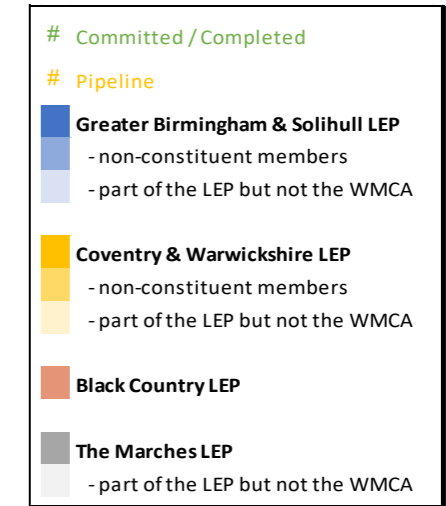 # Committed / Completed
# Pipeline
Greater Birmingham & Solihull LEP
- non-constituent members
- part of the LEP but not the WMCA
Coventry & Warwickshire LEP
- non-constituent members
- part of the LEP but not the WMCA
Black Country LEP
The Marches LEP
- part of the LEP but not the WMCA